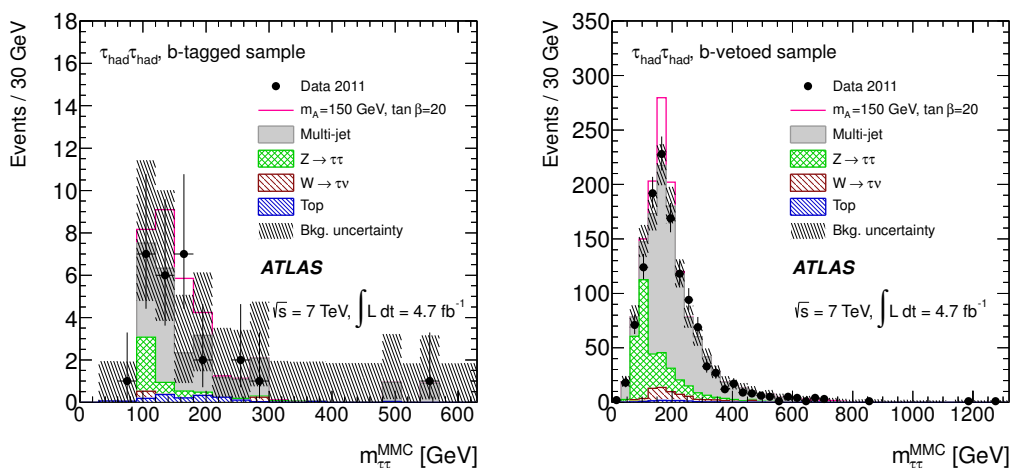 Events / 30 GeV
18
16
14
12
10
8
6
4
2
0
τhadτhad, b-tagged sample
Data 2011
mA=150 GeV, tan β=20
Multi-jet
Z → ττ
W → τν
Top
Bkg. uncertainty
ATLAS
√s = 7 TeV, ∫ L dt = 4.7 fb⁻¹
0 100 200 300 400 500 600
mττ^MMC [GeV]
Events / 30 GeV
350
300
250
200
150
100
50
0
τhadτhad, b-vetoed sample
Data 2011
mA=150 GeV, tan β=20
Multi-jet
Z → ττ
W → τν
Top
Bkg. uncertainty
ATLAS
√s = 7 TeV, ∫ L dt = 4.7 fb⁻¹
0 200 400 600 800 1000 1200
mττ^MMC [GeV]